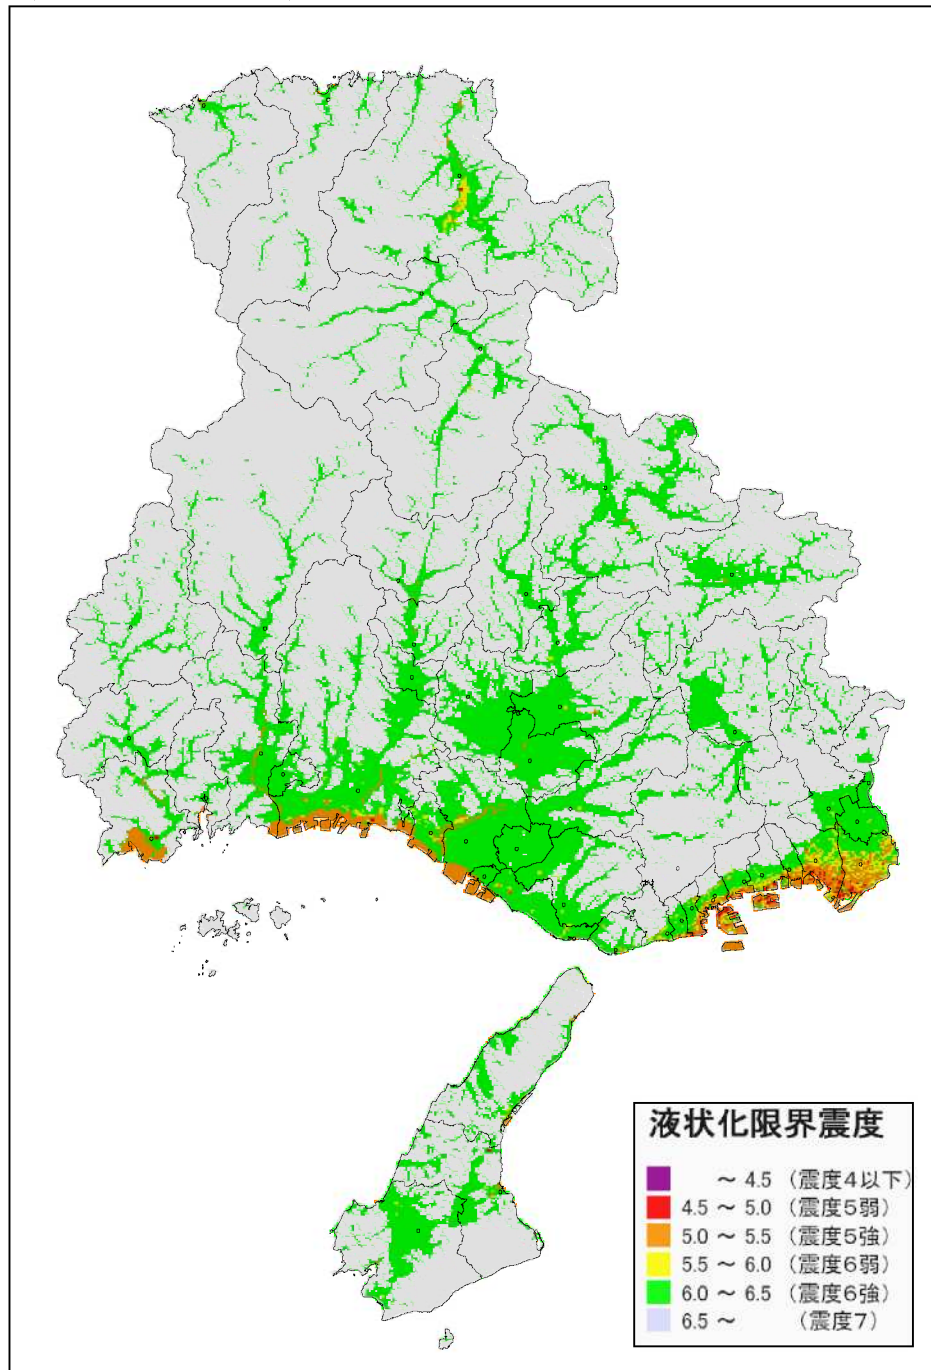 液状化限界震度
～ 4.5 （震度４以下）
4.5 ～ 5.0 （震度５弱）
5.0 ～ 5.5 （震度５強）
5.5 ～ 6.0 （震度６弱）
6.0 ～ 6.5 （震度６強）
6.5 ～ （震度７）